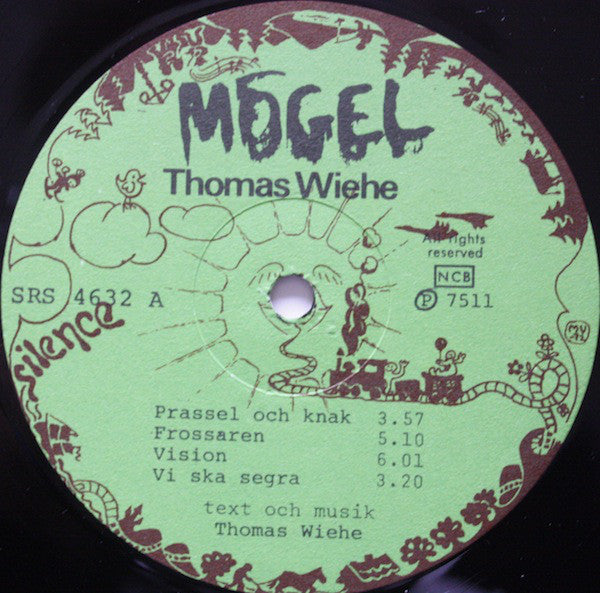 MÖGEL
Thomas Wiehe
All rights
reserved
NCB
SRS 4632 A
Ⓟ 7511
silence
Prassel och knak 3.57
Frossaren 5.10
Vision 6.01
Vi ska segra 3.20
text och musik
Thomas Wiehe